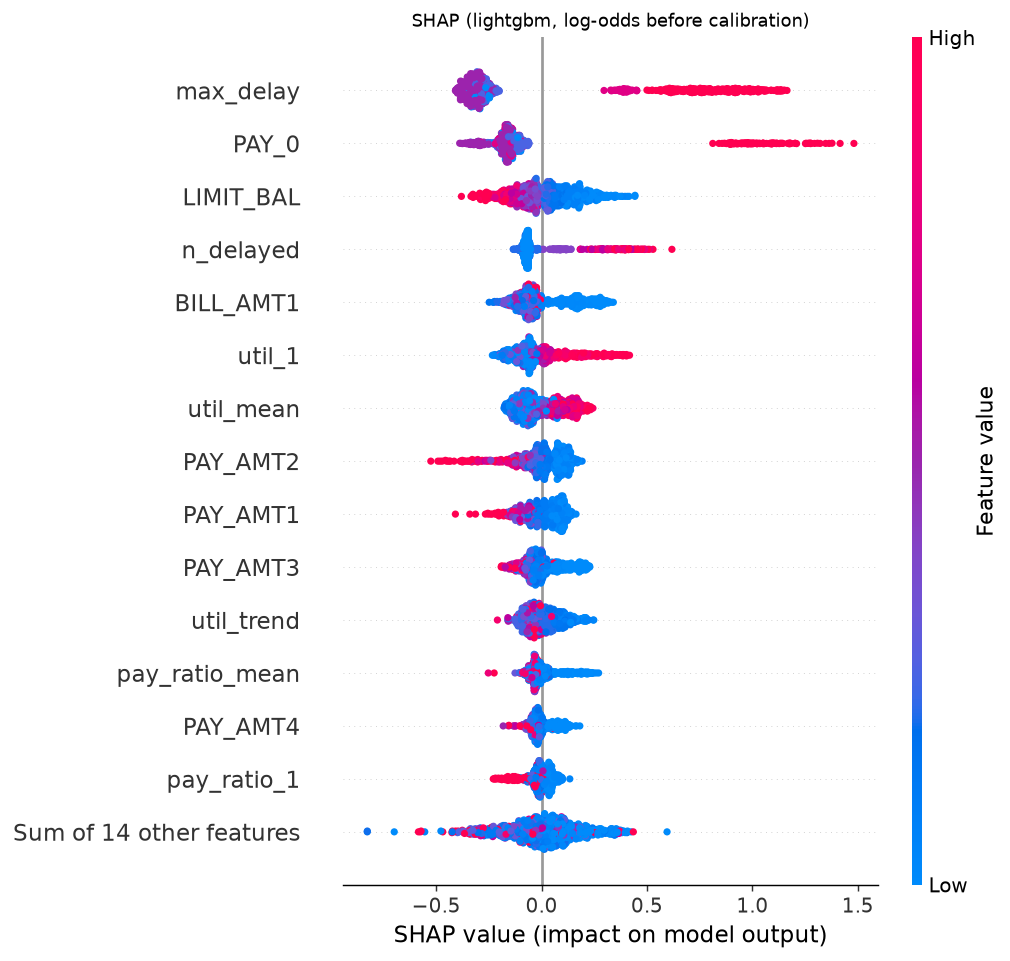 SHAP (lightgbm, log-odds before calibration)
High
max_delay
PAY_0
LIMIT_BAL
n_delayed
BILL_AMT1
util_1
util_mean
PAY_AMT2
PAY_AMT1
PAY_AMT3
util_trend
pay_ratio_mean
PAY_AMT4
pay_ratio_1
Sum of 14 other features
Feature value
Low
−0.5 0.0 0.5 1.0 1.5
SHAP value (impact on model output)